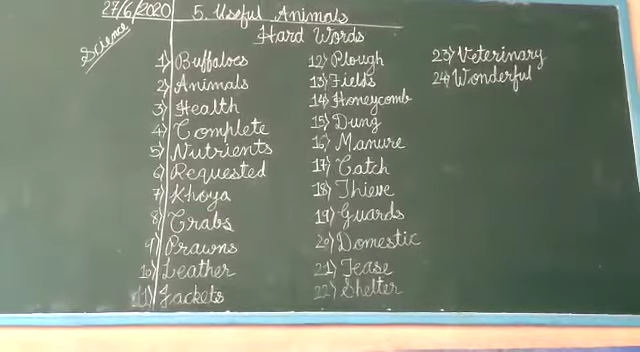 27/6/2020 5. Useful Animals
Science
Hard Words
1) Buffaloes
2) Animals
3) Health
4) Complete
5) Nutrients
6) Requested
7) Khoya
8) Crabs
9) Prawns
10) Leather
11) Jackets
12) Plough
13) Fields
14) Honeycomb
15) Dung
16) Manure
17) Catch
18) Thieve
19) Guards
20) Domestic
21) Tease
22) Shelter
23) Veterinary
24) Wonderful